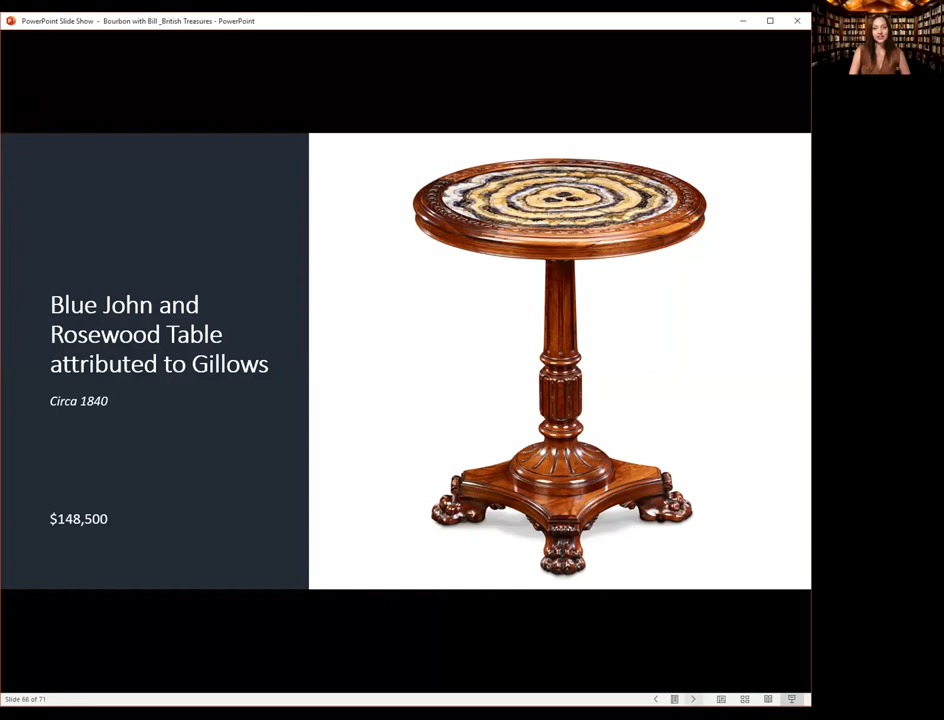 PowerPoint Slide Show - Bourbon with Bill _British Treasures - PowerPoint
Blue John and
Rosewood Table
attributed to Gillows
Circa 1840
$148,500
Slide 66 of 71